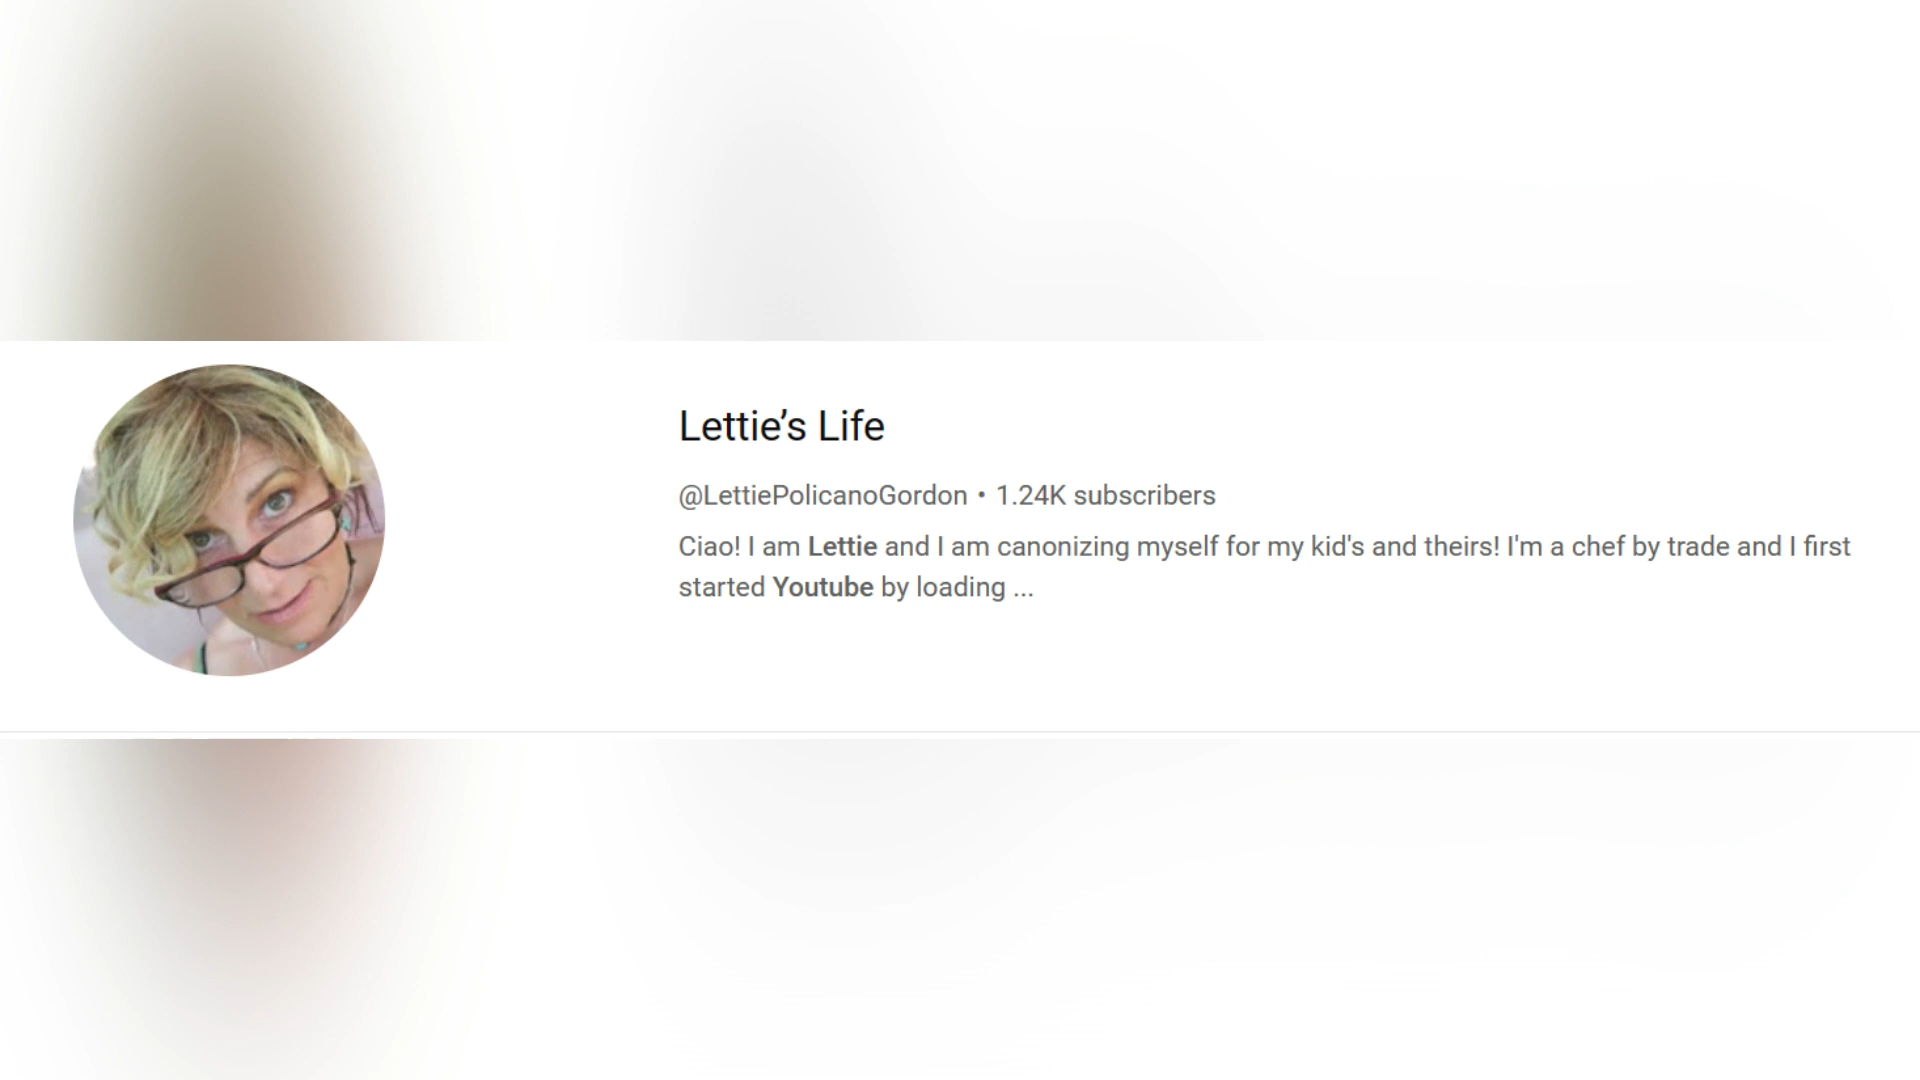 Lettie’s Life
@LettiePolicanoGordon • 1.24K subscribers
Ciao! I am Lettie and I am canonizing myself for my kid's and theirs! I'm a chef by trade and I first
started Youtube by loading ...